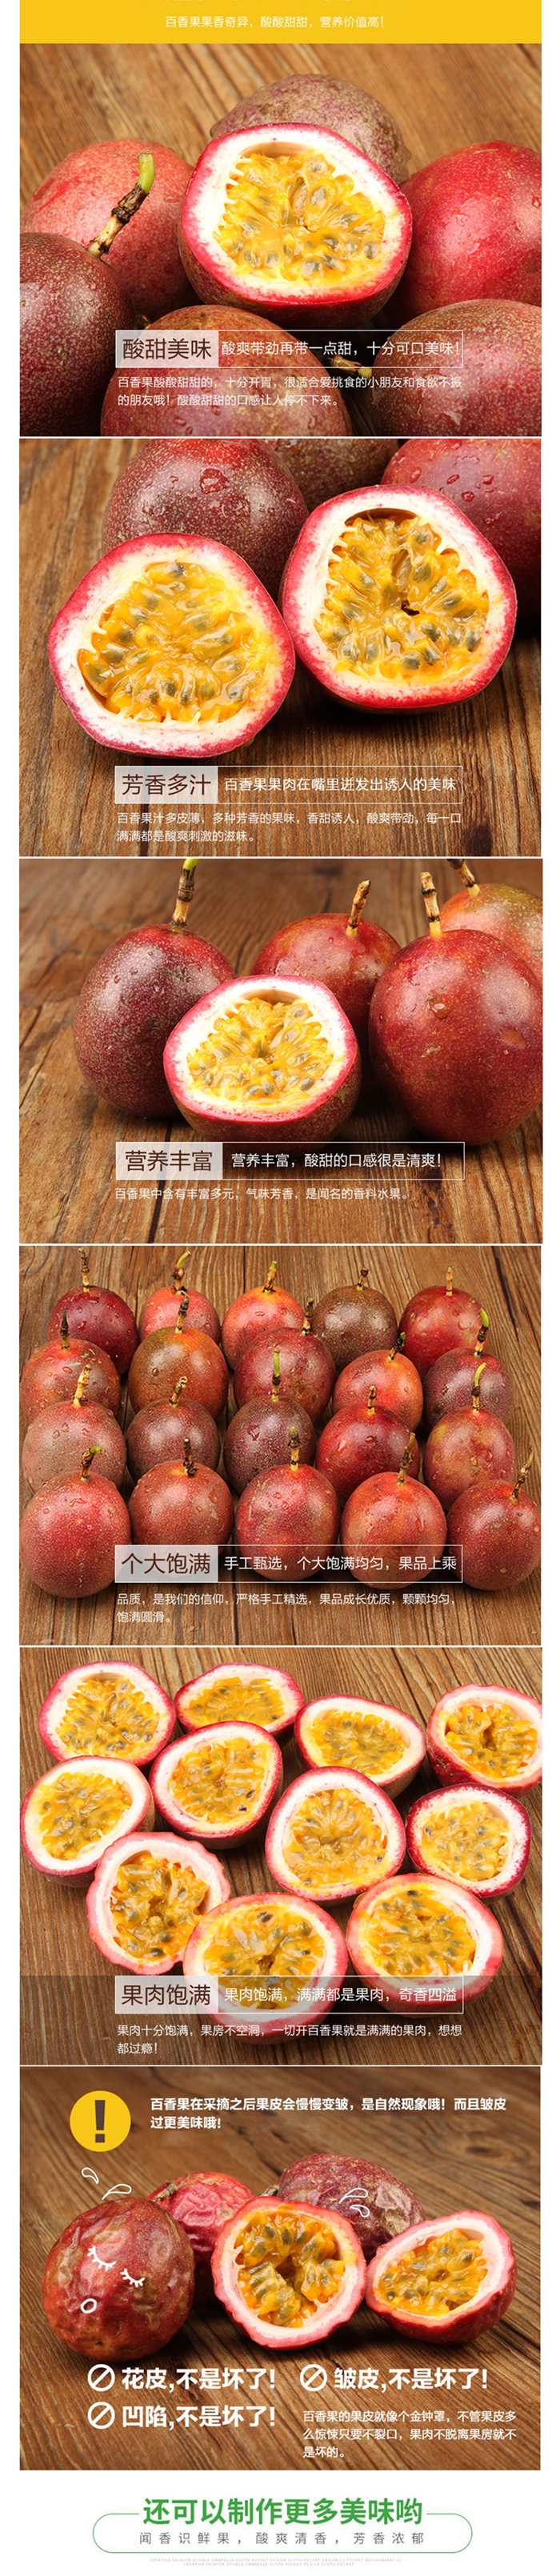 百香果果香奇异，酸酸甜甜，营养价值高！
酸甜美味 酸爽带劲再带一点甜，十分可口美味！
百香果酸酸甜甜的，十分开胃，很适合爱挑食的小朋友和食欲不振
的朋友哦！酸酸甜甜的口感让人停不下来。
芳香多汁 百香果果肉在嘴里迸发出诱人的美味
百香果汁多皮薄，多种芳香的果味，香甜诱人，酸爽带劲，每一口
满满都是酸爽刺激的滋味。
营养丰富 营养丰富，酸甜的口感很是清爽！
百香果中含有丰富多元，气味芳香，是闻名的香料水果。
个大饱满 手工甄选，个大饱满均匀，果品上乘
品质，是我们的信仰，严格手工精选，果品成长优质，颗颗均匀，
饱满圆滑。
果肉饱满 果肉饱满，满满都是果肉，奇香四溢
果肉十分饱满，果房不空洞，一切开百香果就是满满的果肉，想想
都过瘾！
百香果在采摘之后果皮会慢慢变皱，是自然现象哦！而且皱皮
过更美味哦！
花皮,不是坏了！ 皱皮,不是坏了！
凹陷,不是坏了！
百香果的果皮就像个金钟罩，不管果皮多
么惊悚只要不裂口，果肉不脱离果房就不
是坏的。
还可以制作更多美味哟
闻香识鲜果，酸爽清香，芳香浓郁